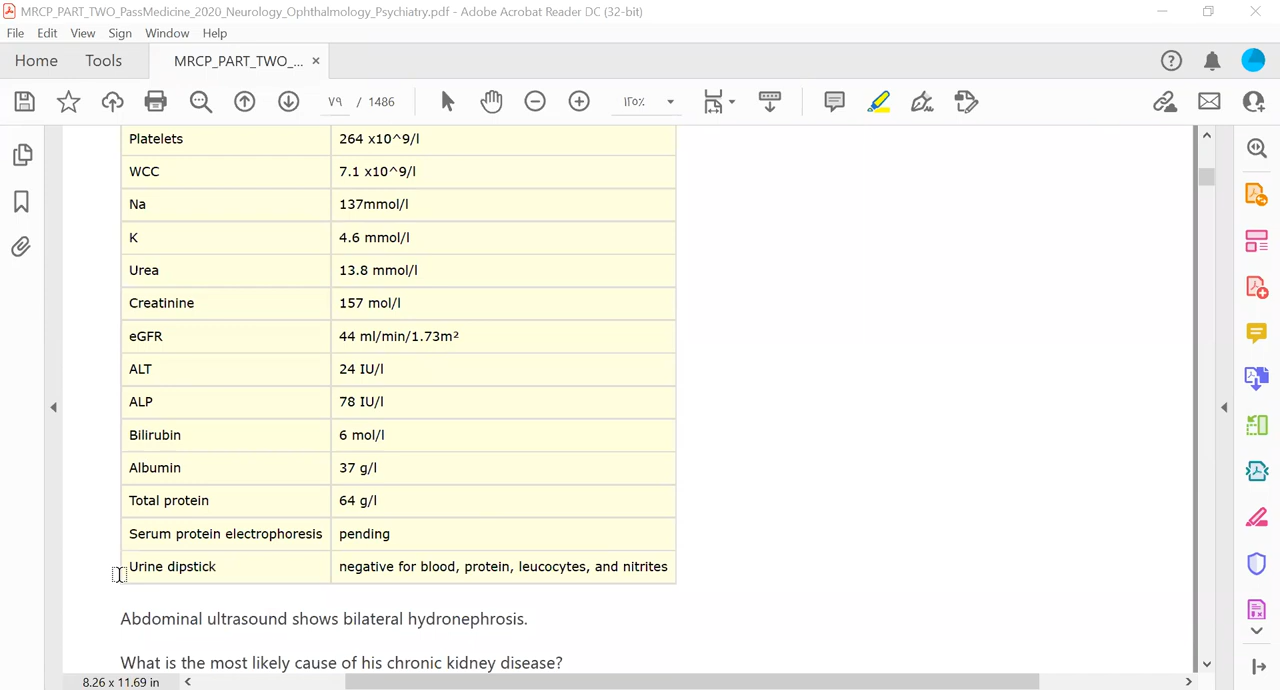 MRCP_PART_TWO_PassMedicine_2020_Neurology_Ophthalmology_Psychiatry.pdf - Adobe Acrobat Reader DC (32-bit)
File Edit View Sign Window Help
Home Tools MRCP_PART_TWO_... ×
٧٩ / 1486 ١٢٥٪
Platelets 264 x10^9/l
WCC 7.1 x10^9/l
Na 137mmol/l
K 4.6 mmol/l
Urea 13.8 mmol/l
Creatinine 157 mol/l
eGFR 44 ml/min/1.73m²
ALT 24 IU/l
ALP 78 IU/l
Bilirubin 6 mol/l
Albumin 37 g/l
Total protein 64 g/l
Serum protein electrophoresis pending
Urine dipstick negative for blood, protein, leucocytes, and nitrites
Abdominal ultrasound shows bilateral hydronephrosis.
What is the most likely cause of his chronic kidney disease?
8.26 x 11.69 in